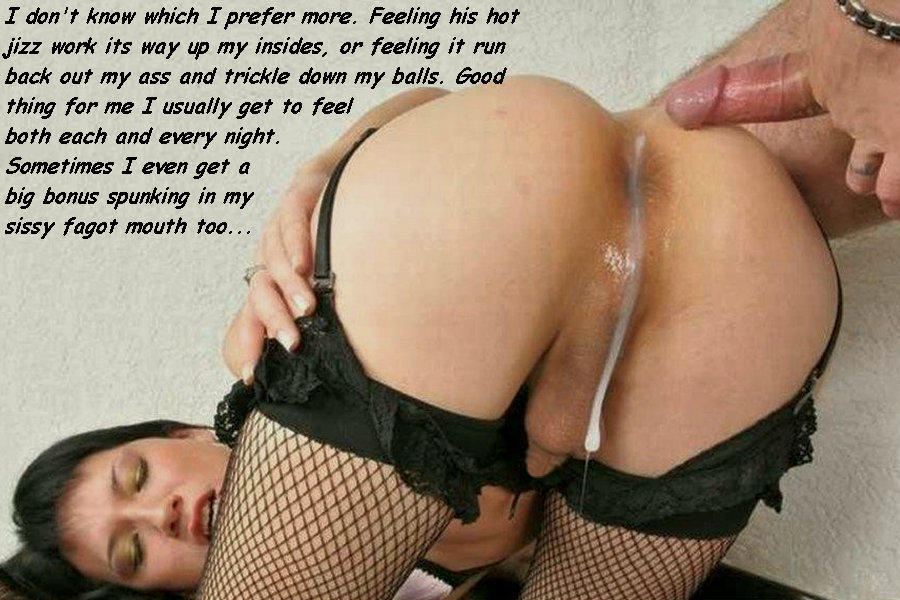 I don't know which I prefer more. Feeling his hot
jizz work its way up my insides, or feeling it run
back out my ass and trickle down my balls. Good
thing for me I usually get to feel
both each and every night.
Sometimes I even get a
big bonus spunking in my
sissy fagot mouth too...